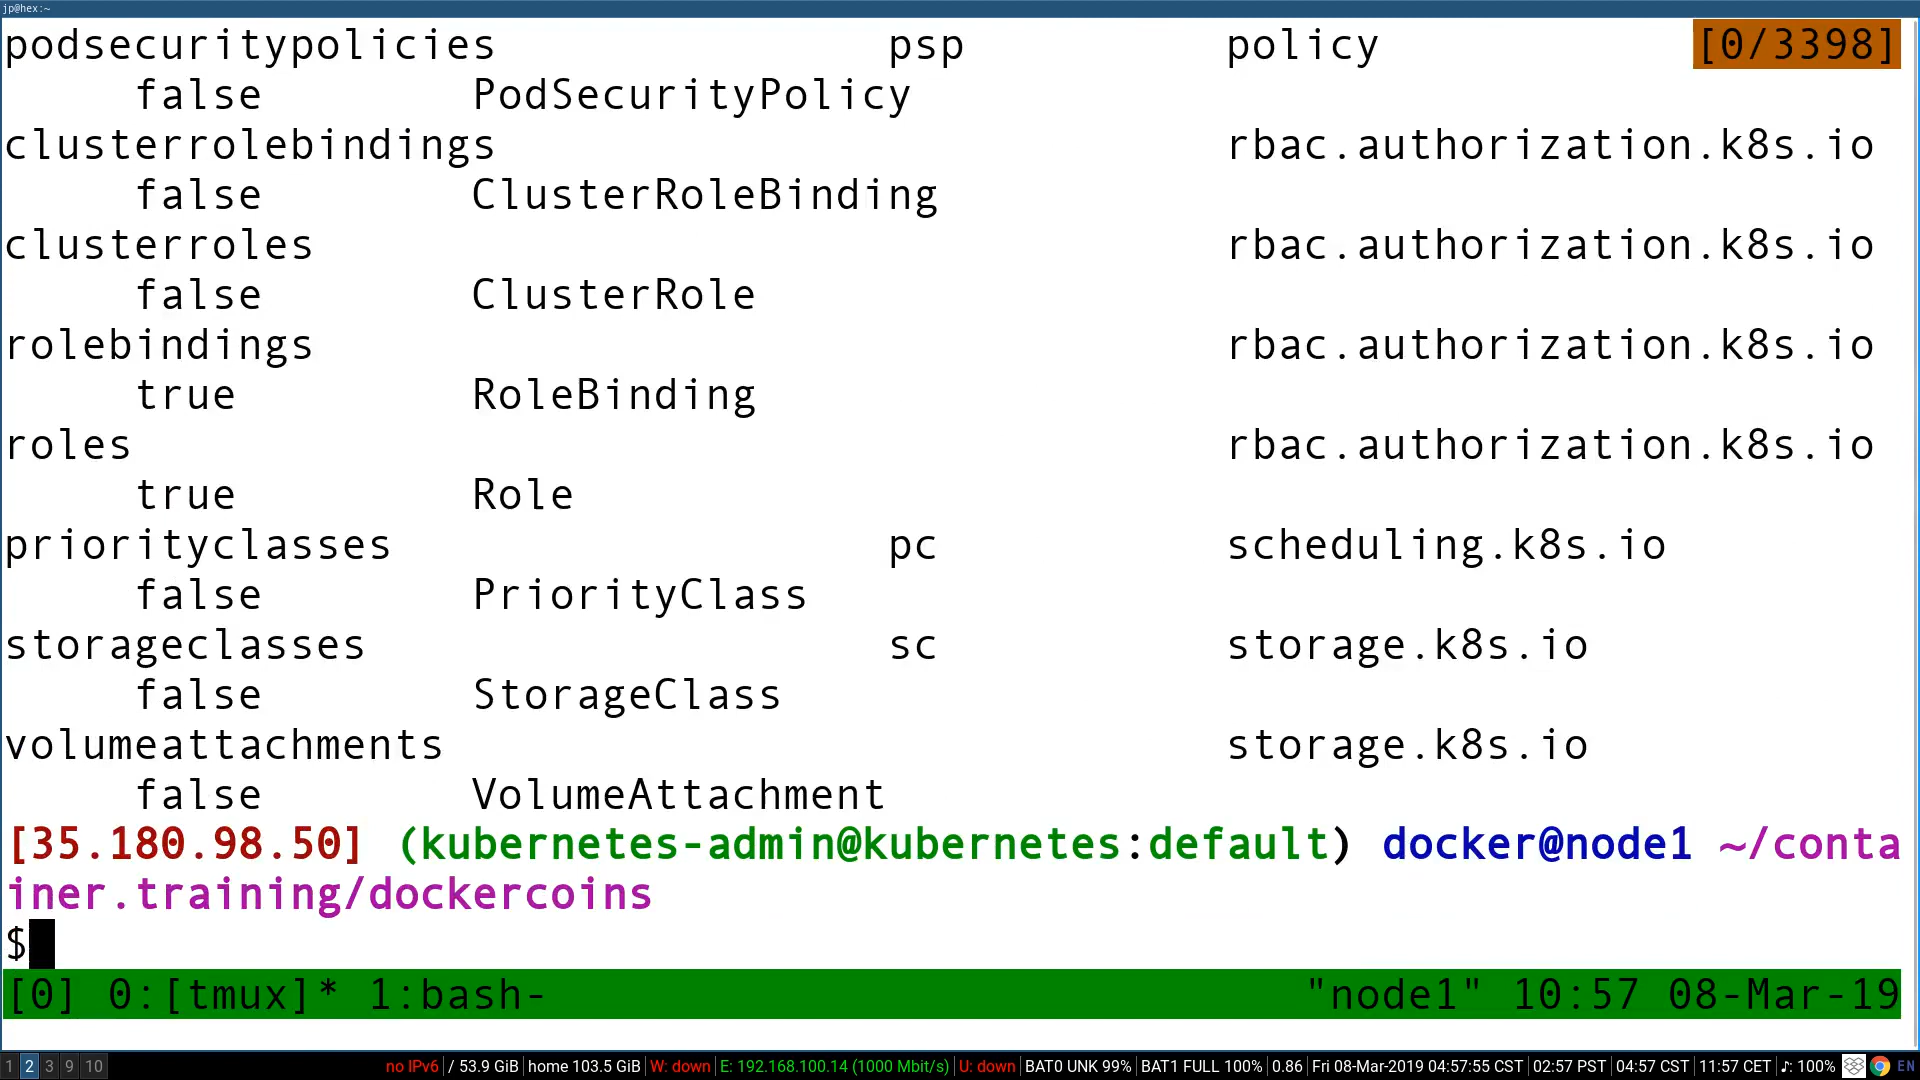 jp@hex:~
podsecuritypolicies psp policy [0/3398]
false PodSecurityPolicy
clusterrolebindings rbac.authorization.k8s.io
false ClusterRoleBinding
clusterroles rbac.authorization.k8s.io
false ClusterRole
rolebindings rbac.authorization.k8s.io
true RoleBinding
roles rbac.authorization.k8s.io
true Role
priorityclasses pc scheduling.k8s.io
false PriorityClass
storageclasses sc storage.k8s.io
false StorageClass
volumeattachments storage.k8s.io
false VolumeAttachment
[35.180.98.50] (kubernetes-admin@kubernetes:default) docker@node1 ~/conta
iner.training/dockercoins
$
[0] 0:[tmux]* 1:bash- "node1" 10:57 08-Mar-19
1 2 3 9 10 no IPv6 | / 53.9 GiB | home 103.5 GiB | W: down | E: 192.168.100.14 (1000 Mbit/s) | U: down | BAT0 UNK 99% | BAT1 FULL 100% | 0.86 | Fri 08-Mar-2019 04:57:55 CST | 02:57 PST | 04:57 CST | 11:57 CET | ♪: 100% EN